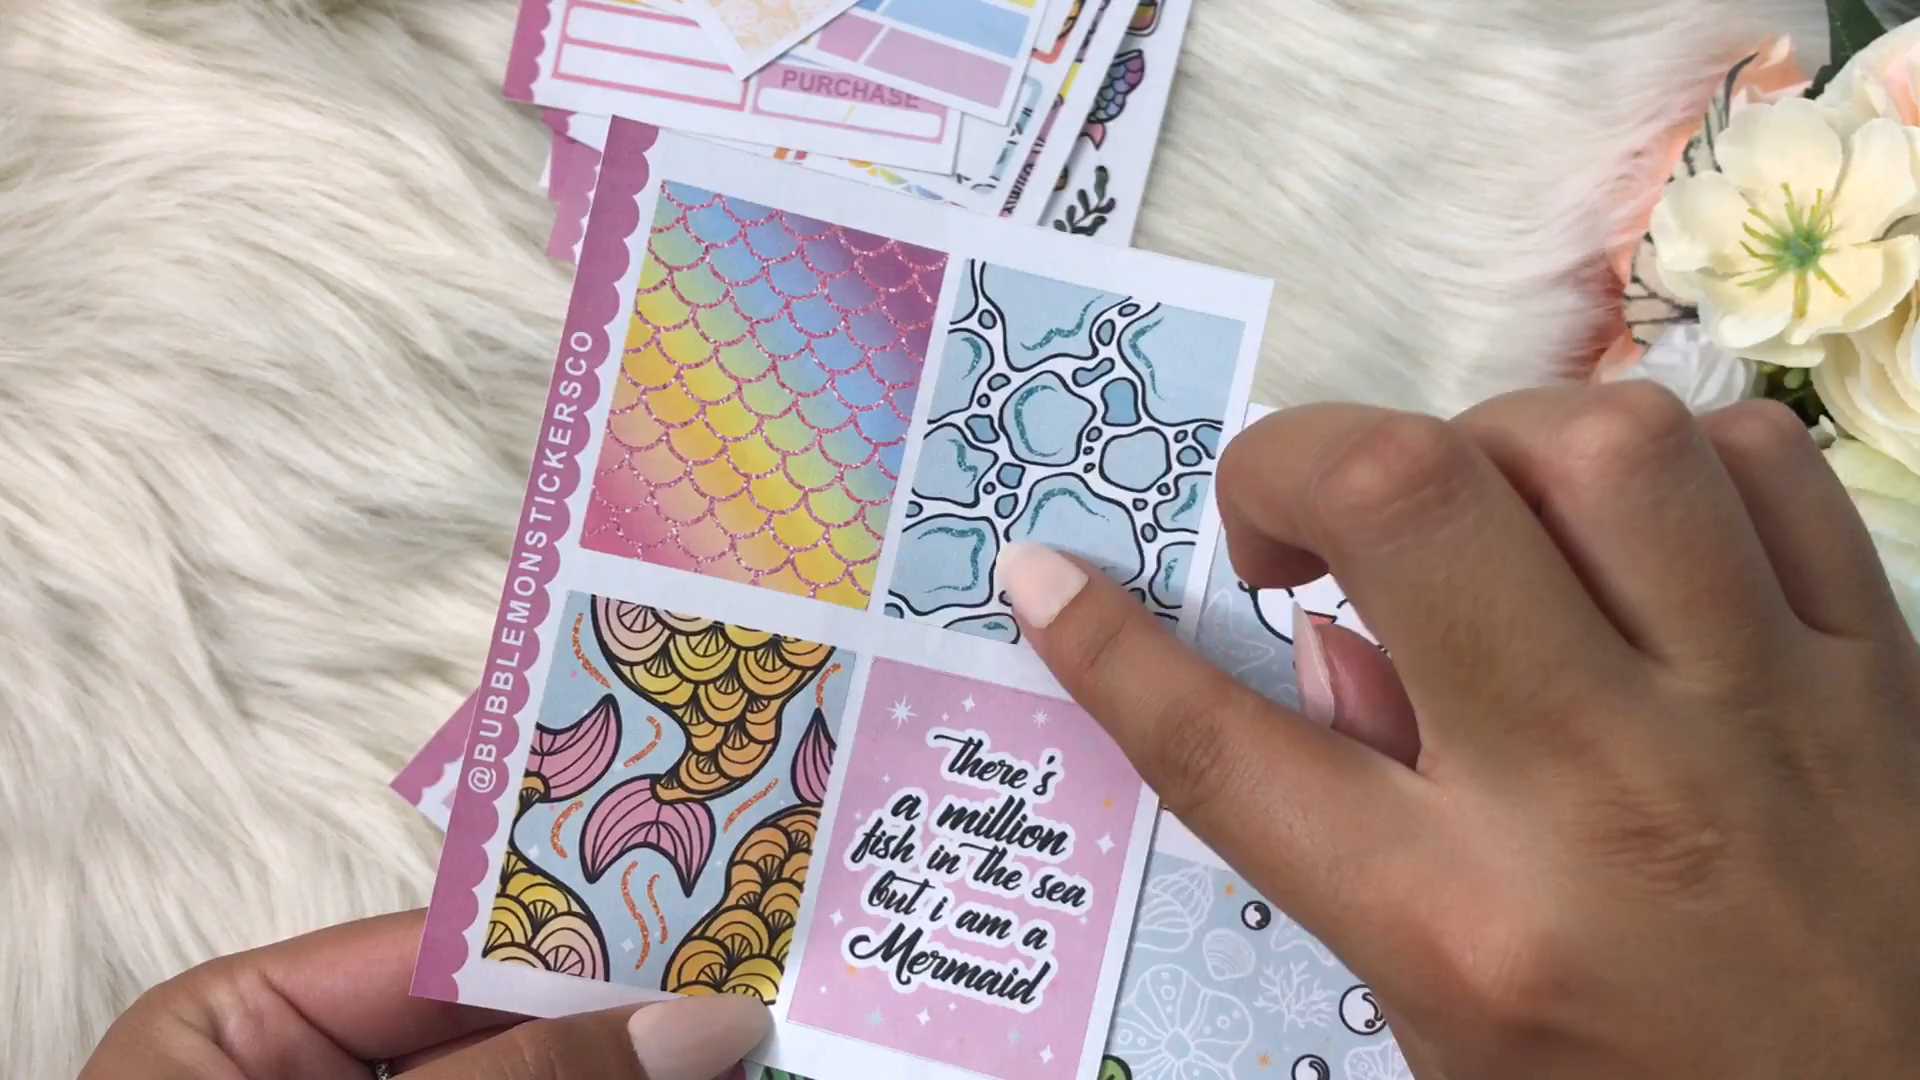 PURCHASE
@BUBBLEMONSTICKERSCO
there's
a million
fish in the sea
but i am a
Mermaid